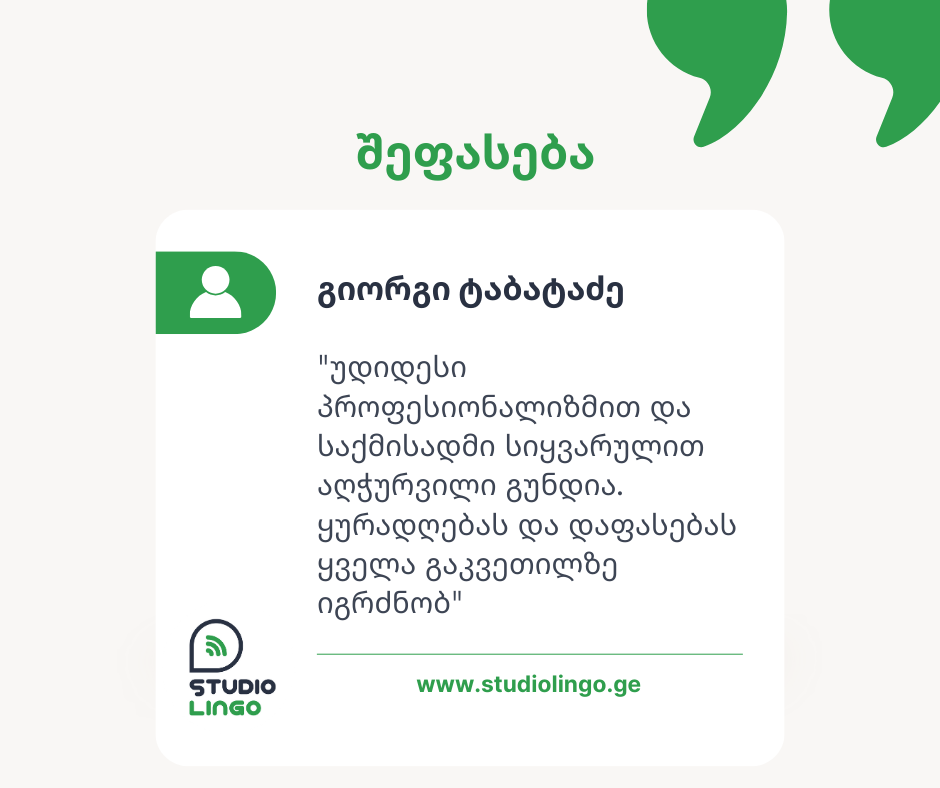 შეფასება
გიორგი ტაბატაძე
"უდიდესი
პროფესიონალიზმით და
საქმისადმი სიყვარულით
აღჭურვილი გუნდია.
ყურადღებას და დაფასებას
ყველა გაკვეთილზე
იგრძნობ"
STUDIO
LINGO
www.studiolingo.ge